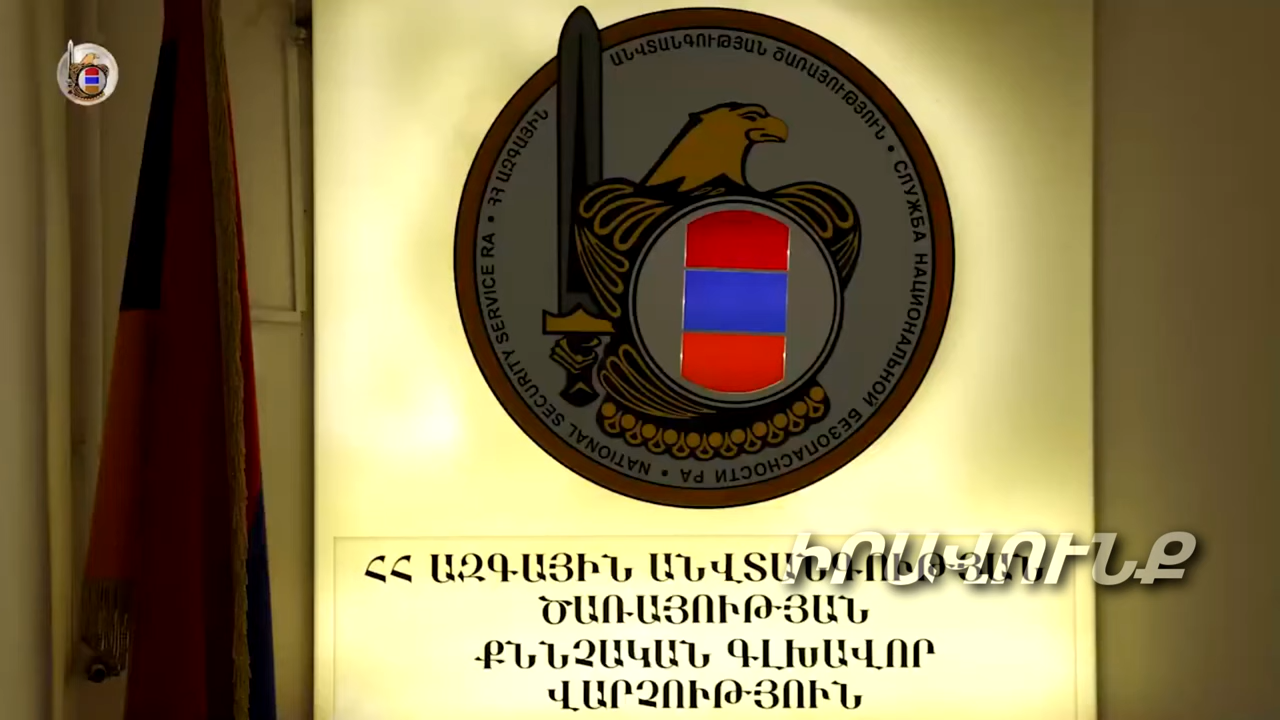 ՀՀ ԱԶԳԱՅԻՆ ԱՆՎՏԱՆԳՈՒԹՅԱՆ ԾԱՌԱՅՈՒԹՅՈՒՆ • СЛУЖБА НАЦИОНАЛЬНОЙ БЕЗОПАСНОСТИ РА • NATIONAL SECURITY SERVICE RA •
ՀՀ ԱԶԳԱՅԻՆ ԱՆՎՏԱՆԳՈՒԹՅԱՆ
ԻՐԱՎՈՒՆՔ
ԾԱՌԱՅՈՒԹՅԱՆ
ՔՆՆՉԱԿԱՆ ԳԼԽԱՎՈՐ
ՎԱՐՉՈՒԹՅՈՒՆ